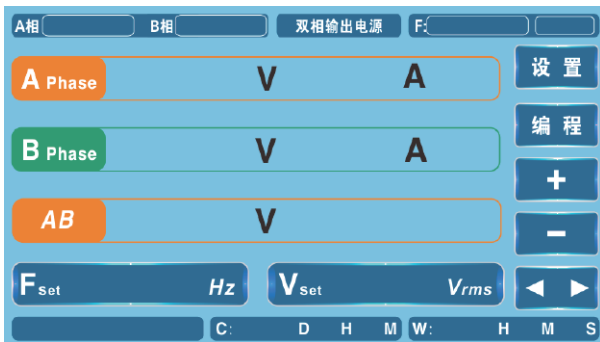 A相 B相 双相输出电源 F:
A Phase V A 设置
B Phase V A 编程
+
AB V −
Fset Hz Vset Vrms ◀ ▶
C: D H M W: H M S